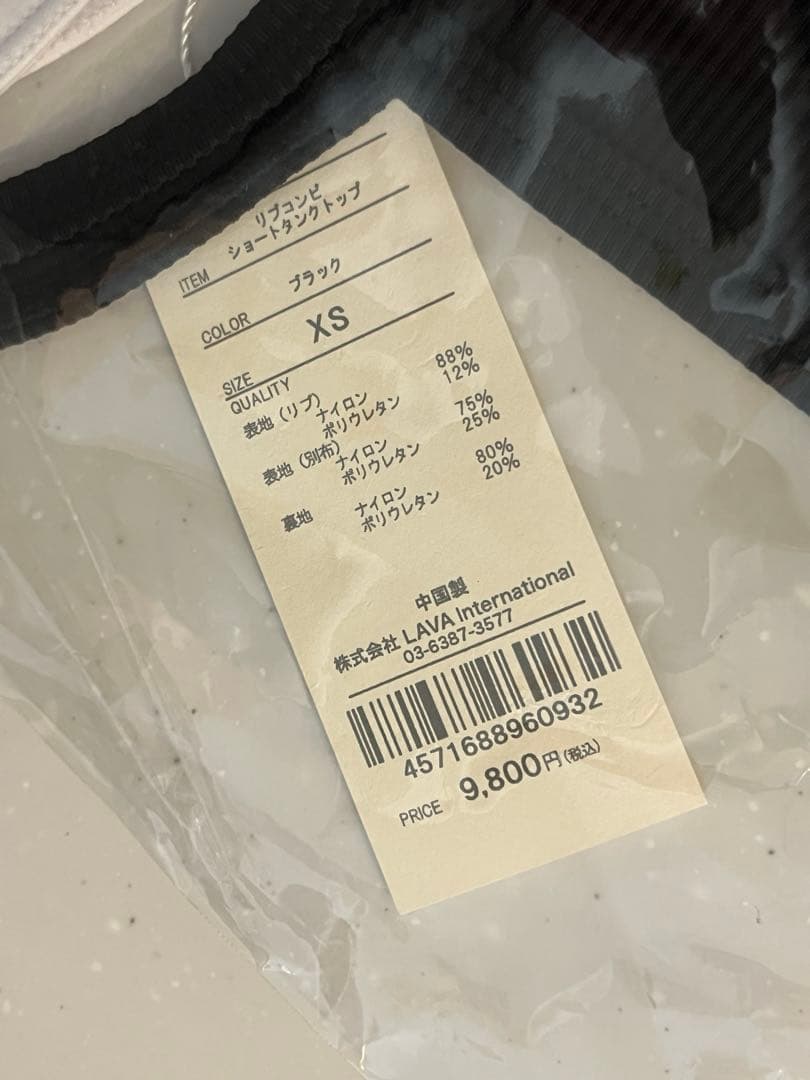 リブコンビ
ITEM ショートタンクトップ
COLOR ブラック
SIZE XS
QUALITY
表地(リブ) ナイロン 88%
ポリウレタン 12%
表地(別布) ナイロン 75%
ポリウレタン 25%
裏地 ナイロン 80%
ポリウレタン 20%
中国製
株式会社 LAVA International
03-6387-3577
4571688960932
PRICE 9,800円(税込)